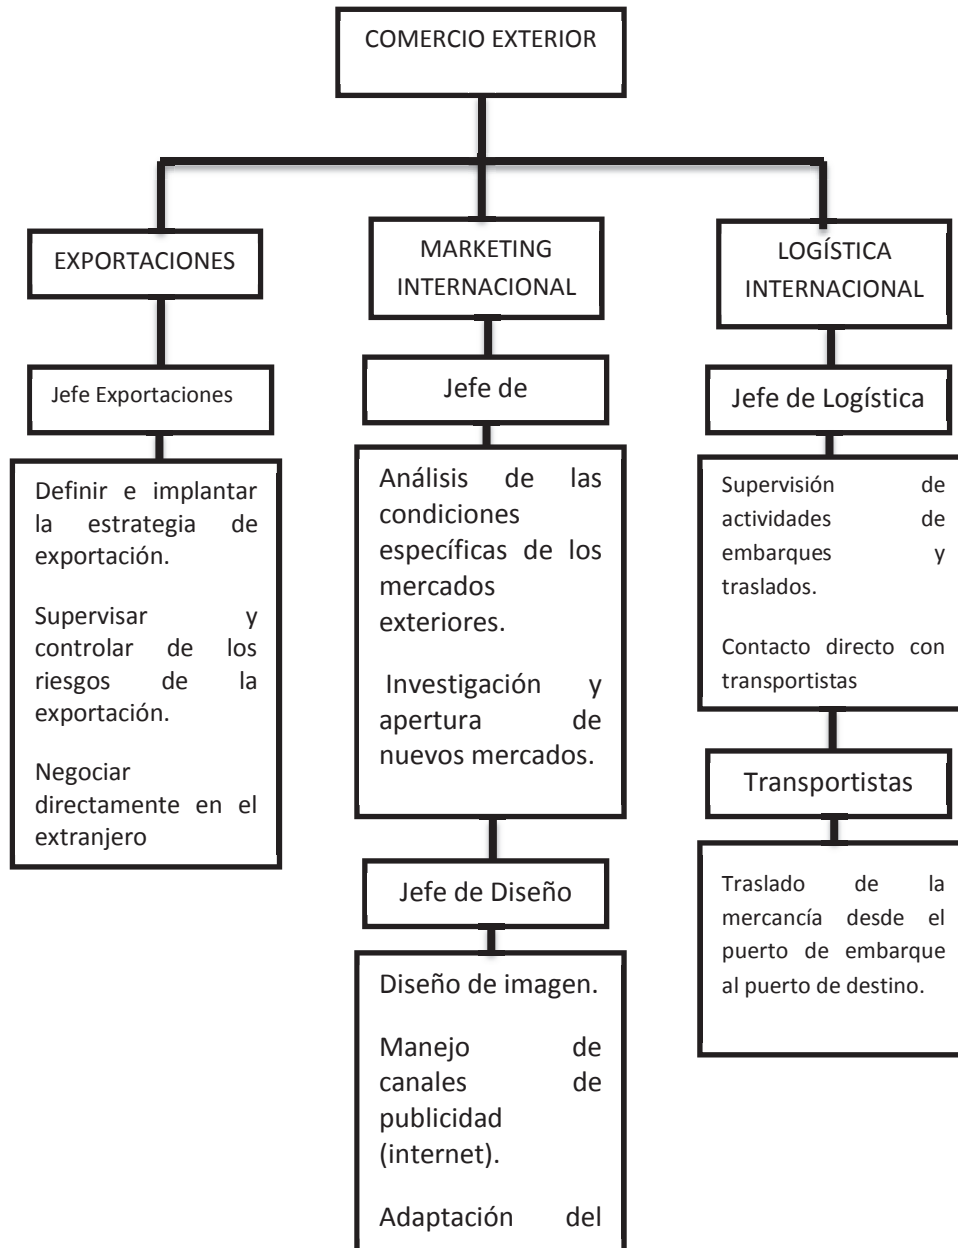 COMERCIO EXTERIOR
EXPORTACIONES
Jefe Exportaciones
Definir e implantar
la estrategia de
exportación.
Supervisar y
controlar de los
riesgos de la
exportación.
Negociar
directamente en el
extranjero
MARKETING
INTERNACIONAL
Jefe de
Análisis de las
condiciones
específicas de los
mercados
exteriores.
Investigación y
apertura de
nuevos mercados.
Jefe de Diseño
Diseño de imagen.
Manejo de
canales de
publicidad
(internet).
Adaptación del
LOGÍSTICA
INTERNACIONAL
Jefe de Logística
Supervisión de
actividades de
embarques y
traslados.
Contacto directo con
transportistas
Transportistas
Traslado de la
mercancía desde el
puerto de embarque
al puerto de destino.